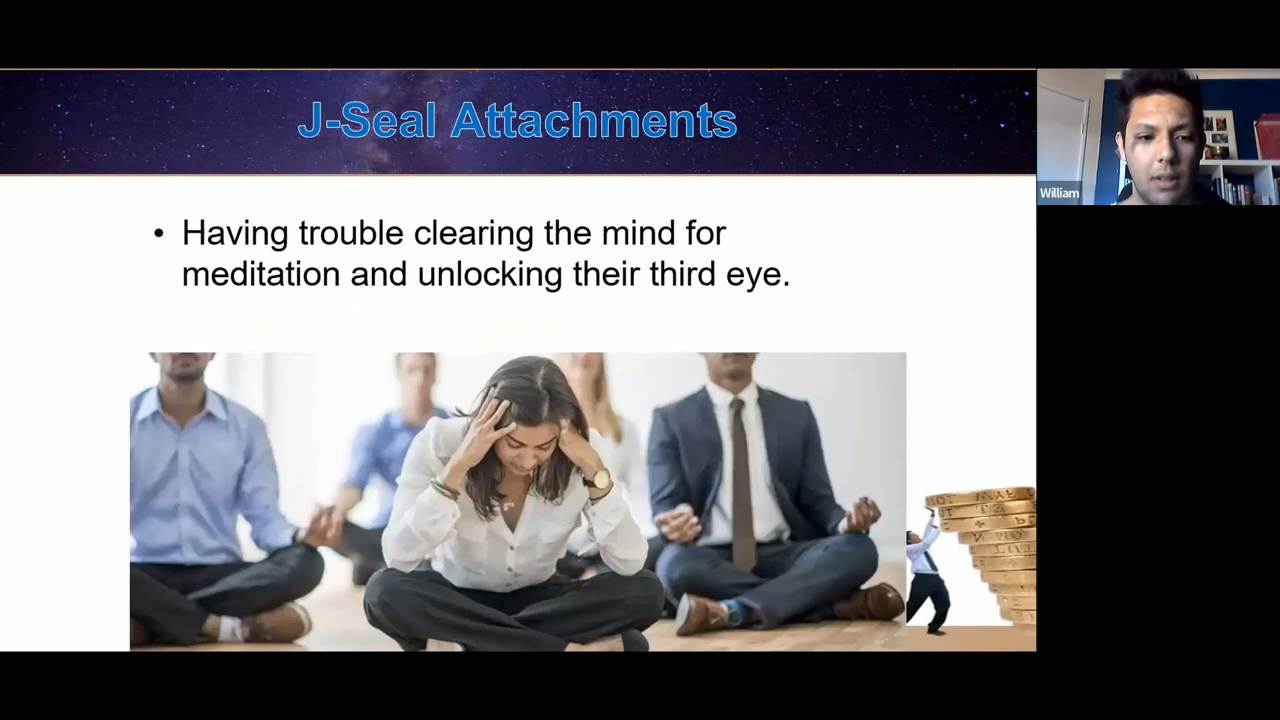 J-Seal Attachments
• Having trouble clearing the mind for
meditation and unlocking their third eye.
William